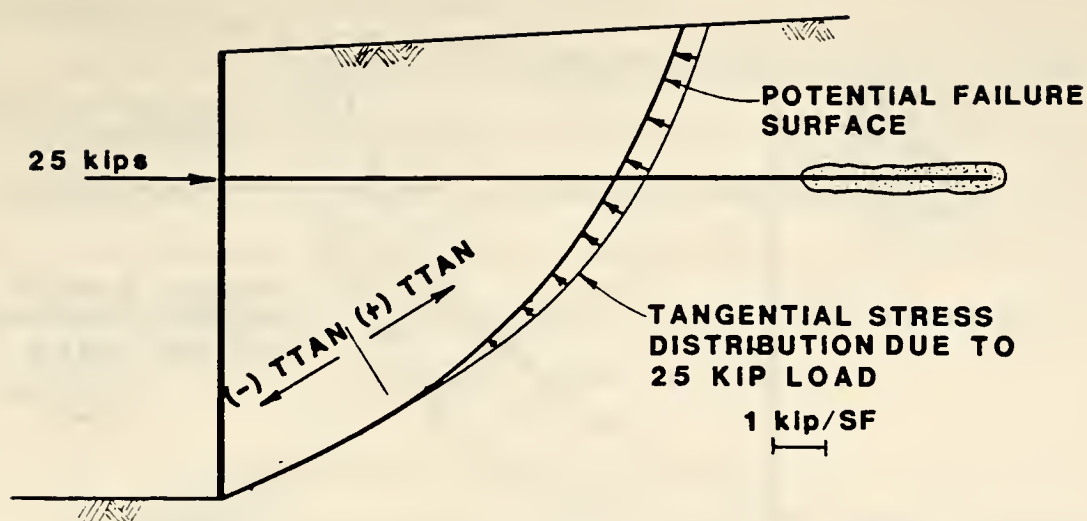 POTENTIAL FAILURE
SURFACE
25 kips
(-) TTAN (+) TTAN
TANGENTIAL STRESS
DISTRIBUTION DUE TO
25 KIP LOAD
1 kip/SF